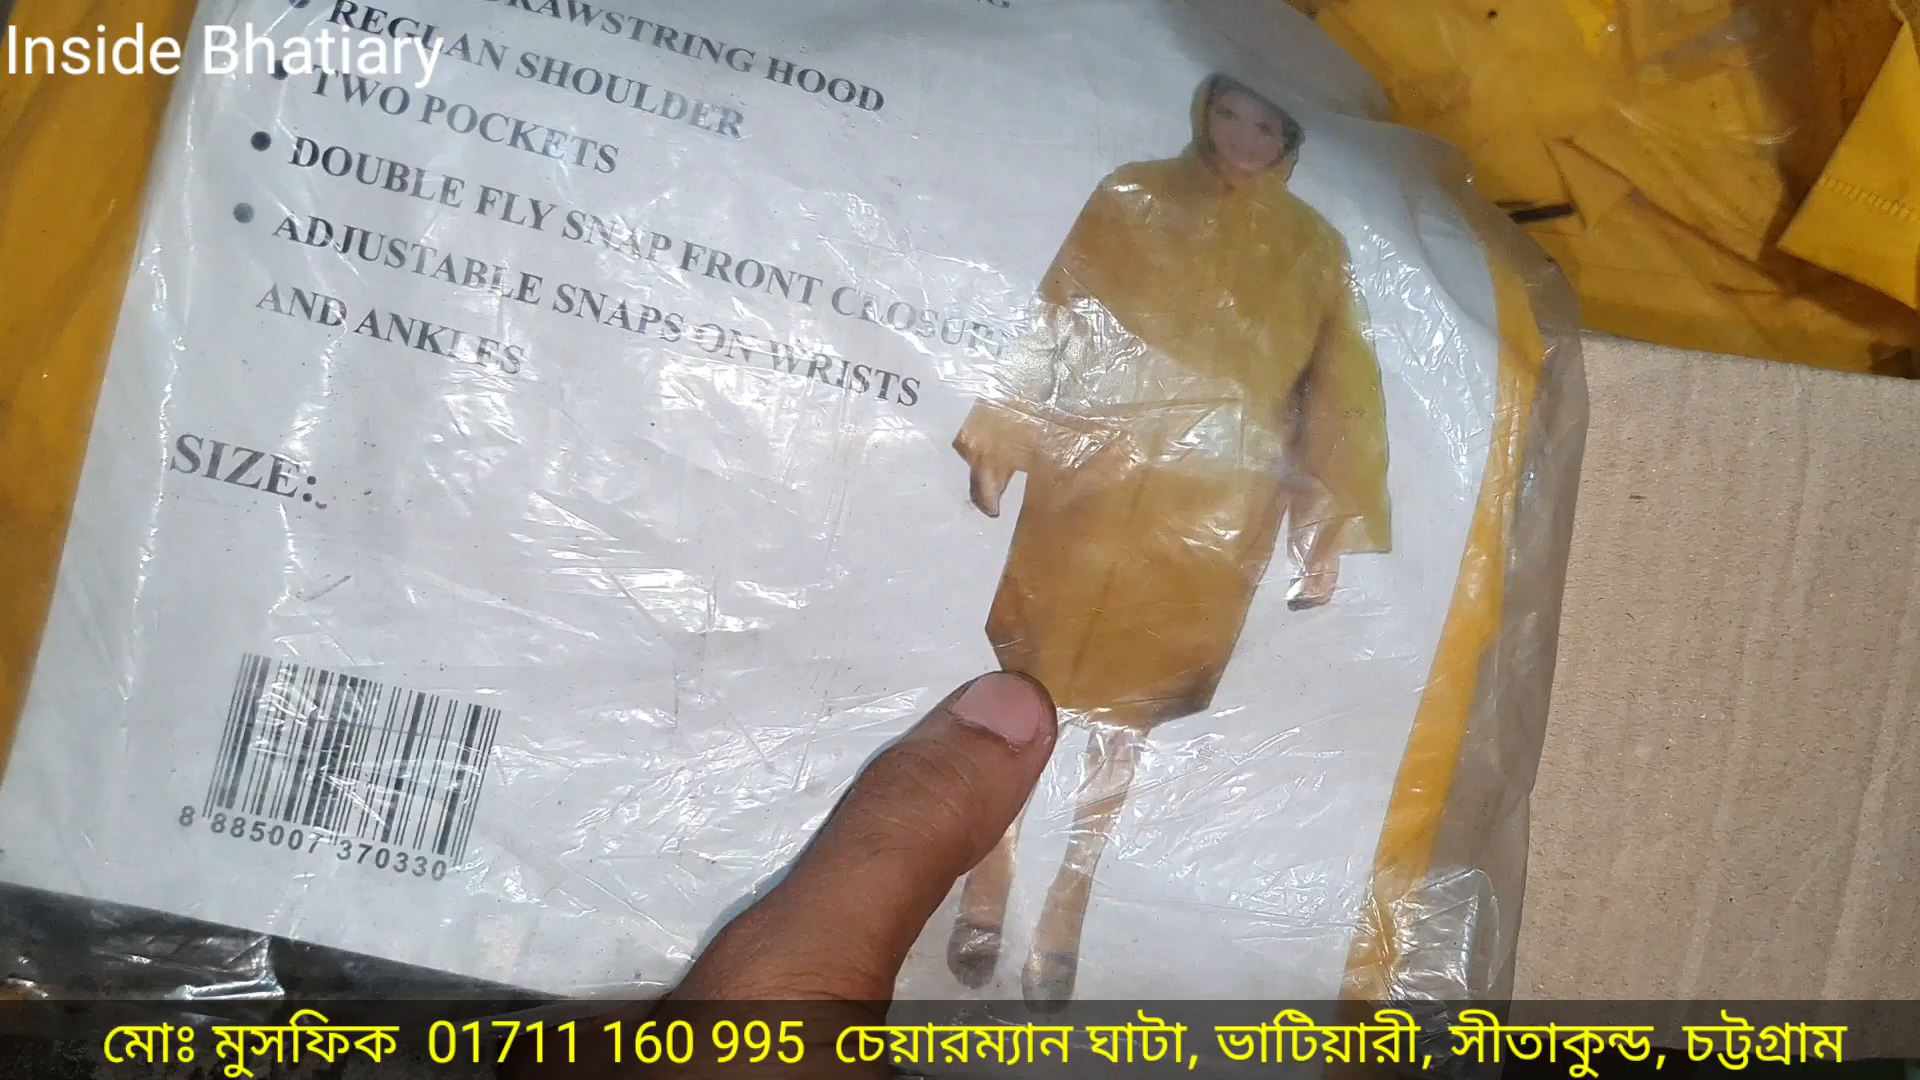 Inside Bhatiary
DRAWSTRING HOOD
REGLAN SHOULDER
TWO POCKETS
DOUBLE FLY SNAP FRONT CLOSURE
ADJUSTABLE SNAPS ON WRISTS
AND ANKLES
SIZE:
8 885007 370330
মোঃ মুসফিক 01711 160 995 চেয়ারম্যান ঘাটা, ভাটিয়ারী, সীতাকুন্ড, চট্টগ্রাম